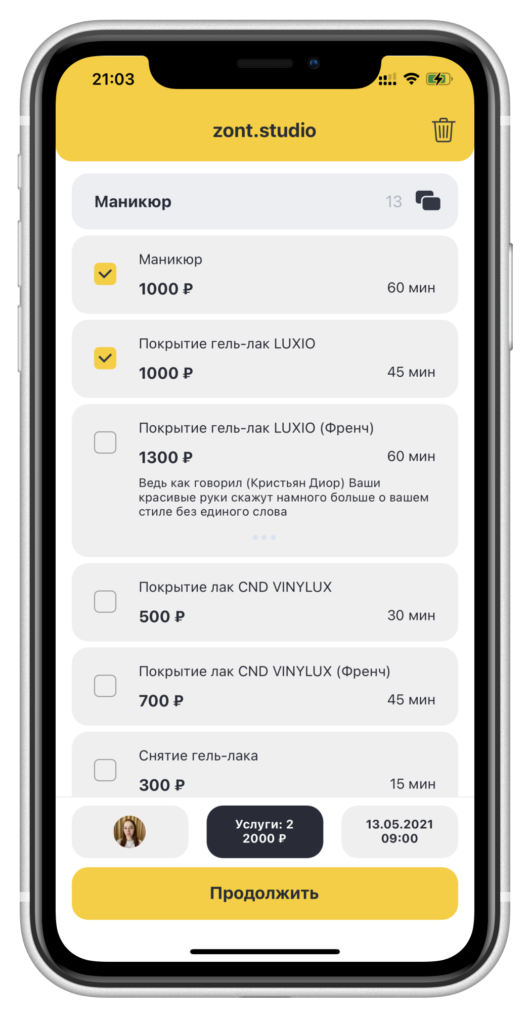 21:03
zont.studio
Маникюр 13
Маникюр
1000 ₽ 60 мин
Покрытие гель-лак LUXIO
1000 ₽ 45 мин
Покрытие гель-лак LUXIO (Френч)
1300 ₽ 60 мин
Ведь как говорил (Кристьян Диор) Ваши
красивые руки скажут намного больше о вашем
стиле без единого слова
Покрытие лак CND VINYLUX
500 ₽ 30 мин
Покрытие лак CND VINYLUX (Френч)
700 ₽ 45 мин
Снятие гель-лака
300 ₽ 15 мин
Услуги: 2
2000 ₽
13.05.2021
09:00
Продолжить